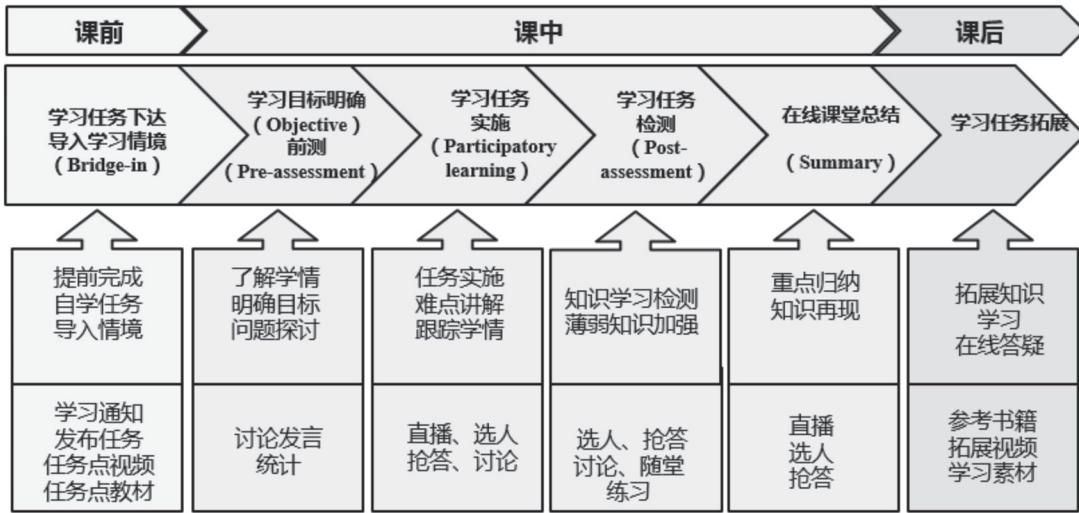 课前
课中
课后
学习任务下达
导入学习情境
（Bridge-in）
学习目标明确
（Objective）
前测
（Pre-assessment）
学习任务
实施
（Participatory
learning）
学习任务
检测
（Post-
assessment）
在线课堂总结
（Summary）
学习任务拓展
提前完成
自学任务
导入情境
了解学情
明确目标
问题探讨
任务实施
难点讲解
跟踪学情
知识学习检测
薄弱知识加强
重点归纳
知识再现
拓展知识
学习
在线答疑
学习通知
发布任务
任务点视频
任务点教材
讨论发言
统计
直播、选人
抢答、讨论
选人、抢答
讨论、随堂
练习
直播
选人
抢答
参考书籍
拓展视频
学习素材